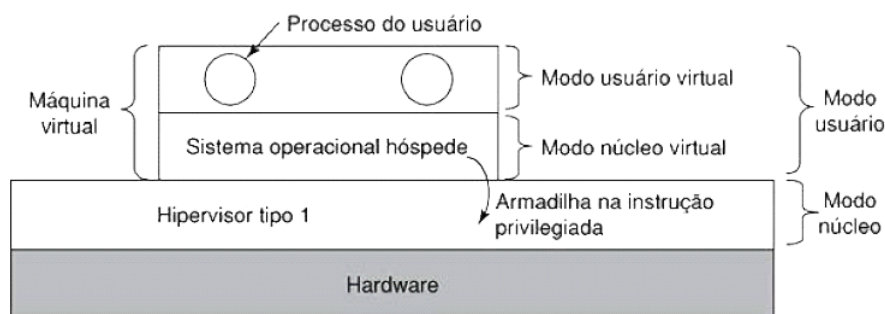 Processo do usuário
Máquina
virtual
Modo usuário virtual
Modo
usuário
Sistema operacional hóspede
Modo núcleo virtual
Hipervisor tipo 1
Armadilha na instrução
privilegiada
Modo
núcleo
Hardware